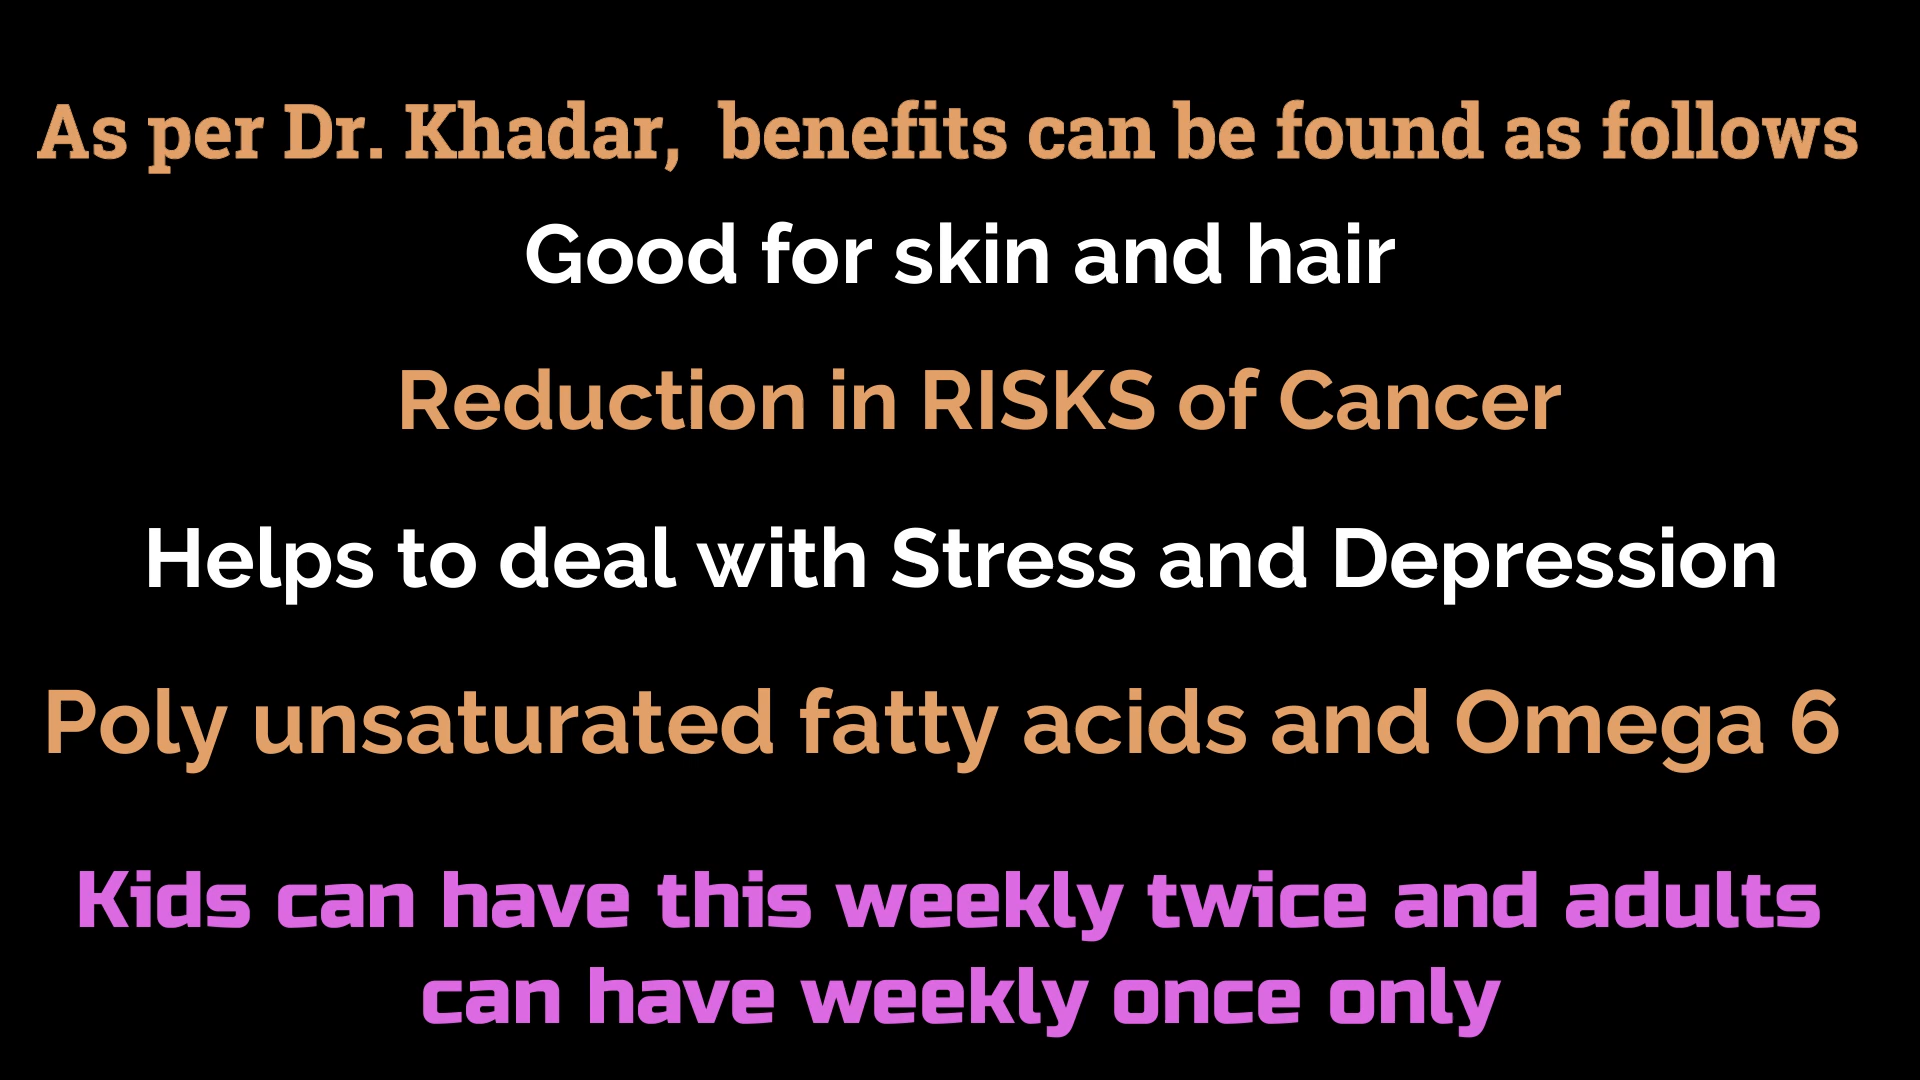 As per Dr. Khadar,  benefits can be found as follows
Good for skin and hair
Reduction in RISKS of Cancer
Helps to deal with Stress and Depression
Poly unsaturated fatty acids and Omega 6
Kids can have this weekly twice and adults
can have weekly once only